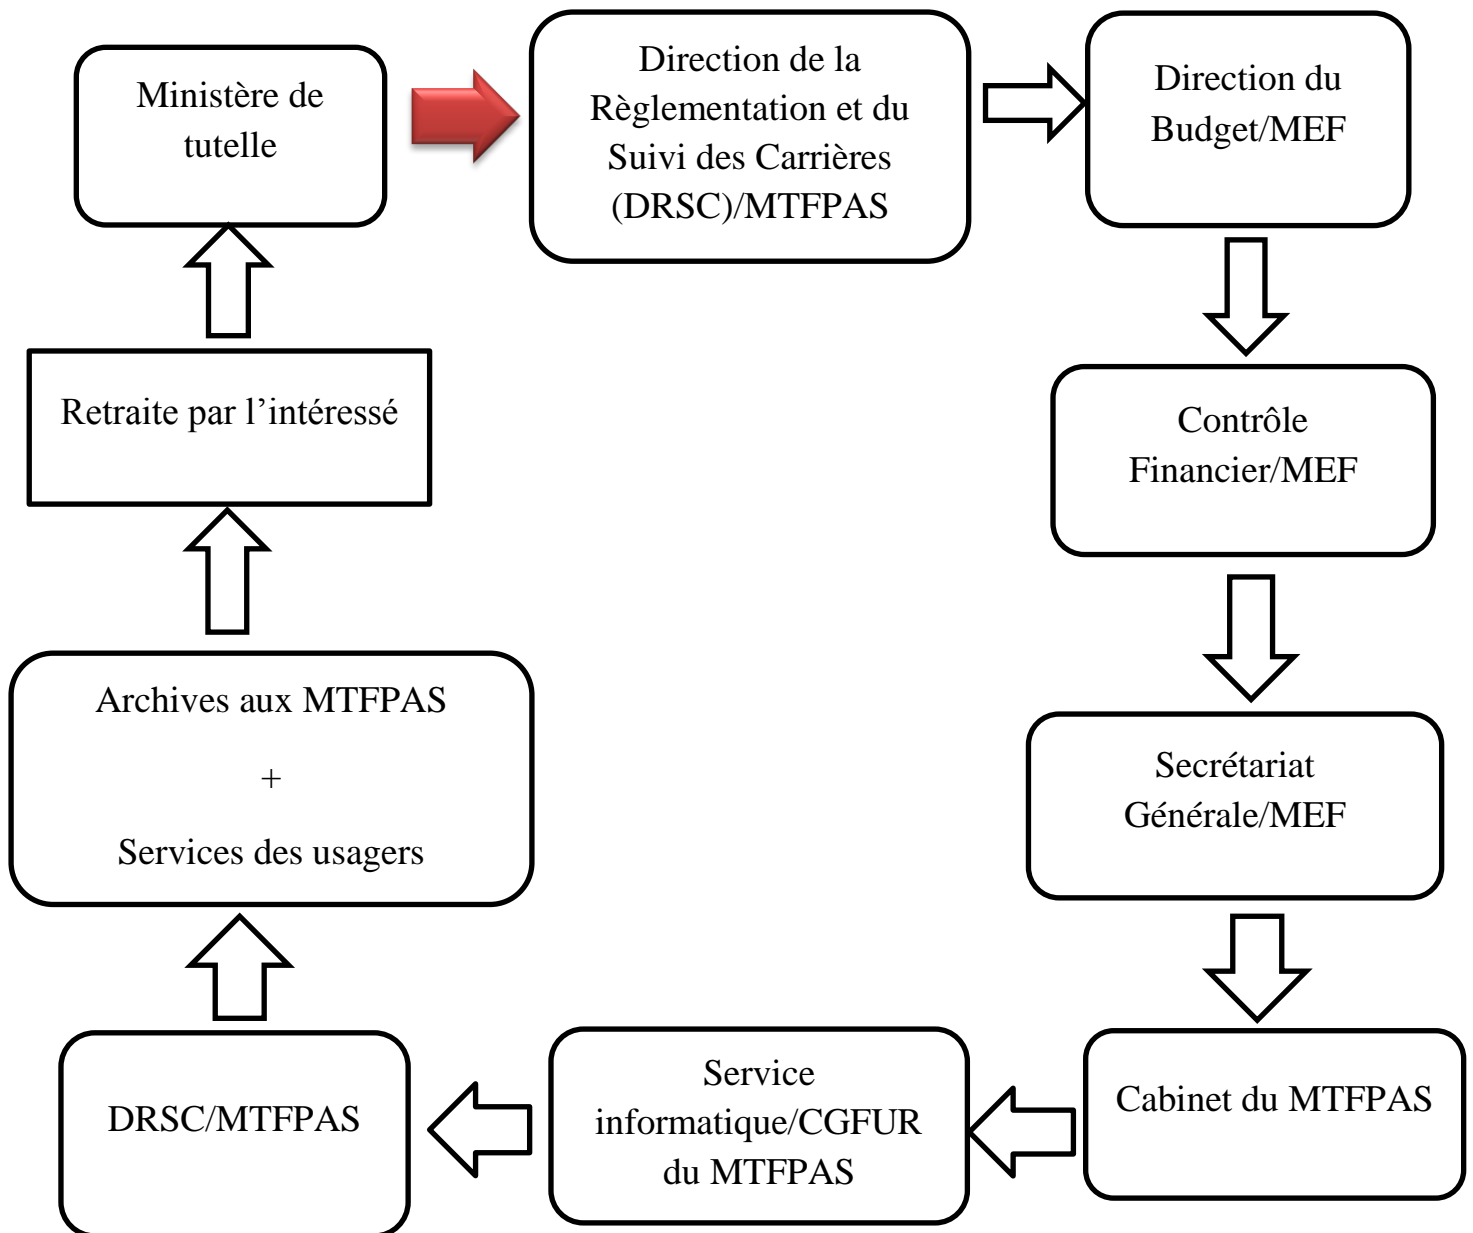 Ministère de
tutelle
Direction de la
Règlementation et du
Suivi des Carrières
(DRSC)/MTFPAS
Direction du
Budget/MEF
Contrôle
Financier/MEF
Secrétariat
Générale/MEF
Cabinet du MTFPAS
Service
informatique/CGFUR
du MTFPAS
DRSC/MTFPAS
Archives aux MTFPAS
+
Services des usagers
Retraite par l’intéressé